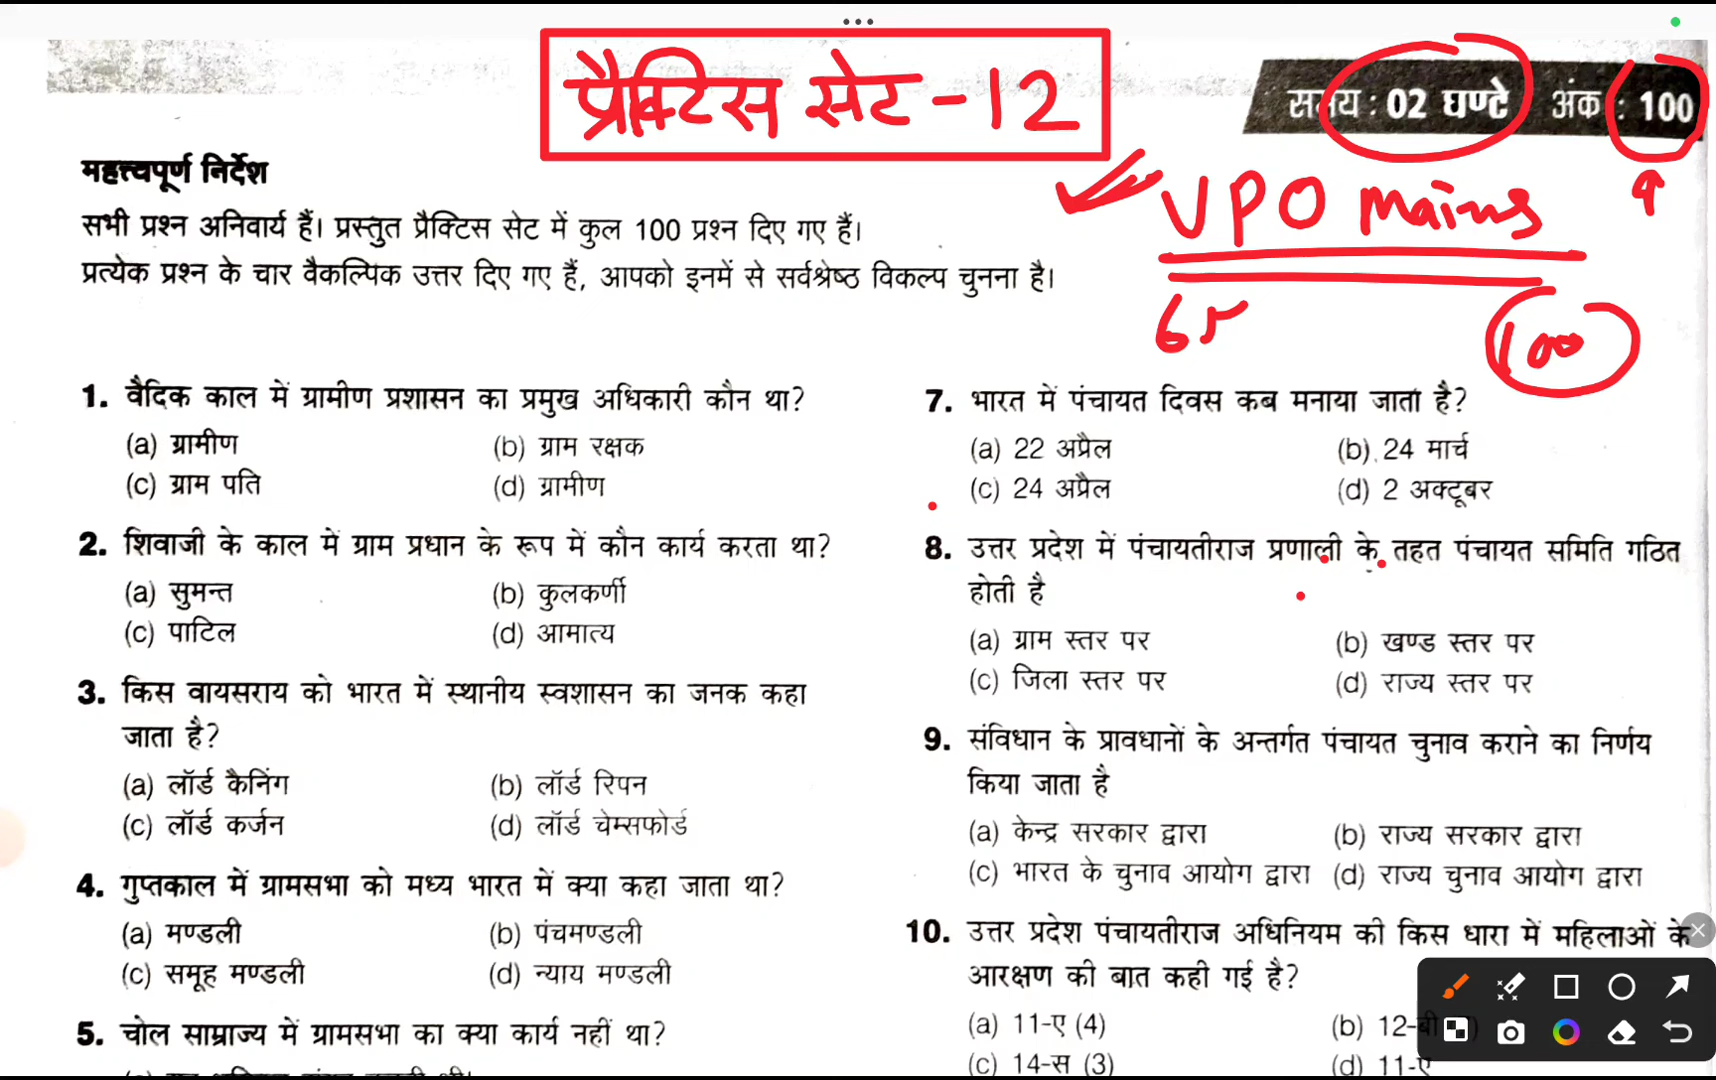 प्रैक्टिस सेट -12
समय : 02 घण्टे अंक : 100
महत्त्वपूर्ण निर्देश
सभी प्रश्न अनिवार्य हैं। प्रस्तुत प्रैक्टिस सेट में कुल 100 प्रश्न दिए गए हैं।
प्रत्येक प्रश्न के चार वैकल्पिक उत्तर दिए गए हैं, आपको इनमें से सर्वश्रेष्ठ विकल्प चुनना है।
VPO Mains
100
1. वैदिक काल में ग्रामीण प्रशासन का प्रमुख अधिकारी कौन था?
(a) ग्रामीण (b) ग्राम रक्षक
(c) ग्राम पति (d) ग्रामीण
2. शिवाजी के काल में ग्राम प्रधान के रूप में कौन कार्य करता था?
(a) सुमन्त (b) कुलकर्णी
(c) पाटिल (d) आमात्य
3. किस वायसराय को भारत में स्थानीय स्वशासन का जनक कहा
जाता है?
(a) लॉर्ड कैनिंग (b) लॉर्ड रिपन
(c) लॉर्ड कर्जन (d) लॉर्ड चेम्सफोर्ड
4. गुप्तकाल में ग्रामसभा को मध्य भारत में क्या कहा जाता था?
(a) मण्डली (b) पंचमण्डली
(c) समूह मण्डली (d) न्याय मण्डली
5. चोल साम्राज्य में ग्रामसभा का क्या कार्य नहीं था?
7. भारत में पंचायत दिवस कब मनाया जाता है?
(a) 22 अप्रैल (b) 24 मार्च
(c) 24 अप्रैल (d) 2 अक्टूबर
8. उत्तर प्रदेश में पंचायतीराज प्रणाली के तहत पंचायत समिति गठित
होती है
(a) ग्राम स्तर पर (b) खण्ड स्तर पर
(c) जिला स्तर पर (d) राज्य स्तर पर
9. संविधान के प्रावधानों के अन्तर्गत पंचायत चुनाव कराने का निर्णय
किया जाता है
(a) केन्द्र सरकार द्वारा (b) राज्य सरकार द्वारा
(c) भारत के चुनाव आयोग द्वारा (d) राज्य चुनाव आयोग द्वारा
10. उत्तर प्रदेश पंचायतीराज अधिनियम की किस धारा में महिलाओं के
आरक्षण की बात कही गई है?
(a) 11-ए (4) (b)
(c) 14-स (3) (d) 11-ए